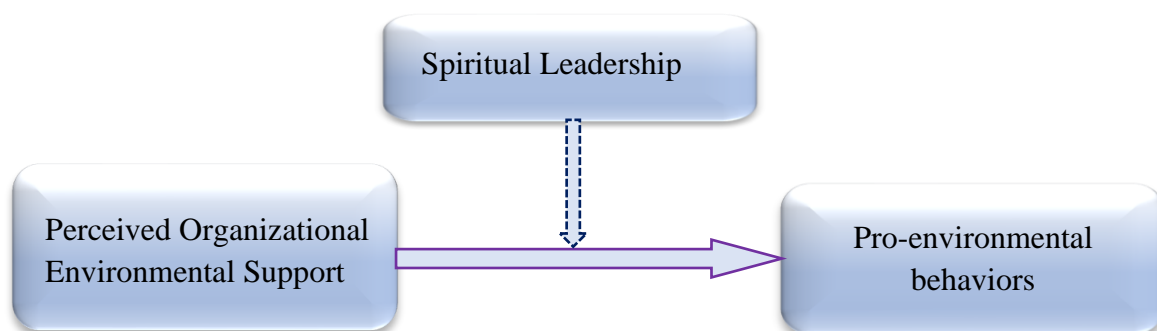 Spiritual Leadership
Perceived Organizational
Environmental Support
Pro-environmental
behaviors